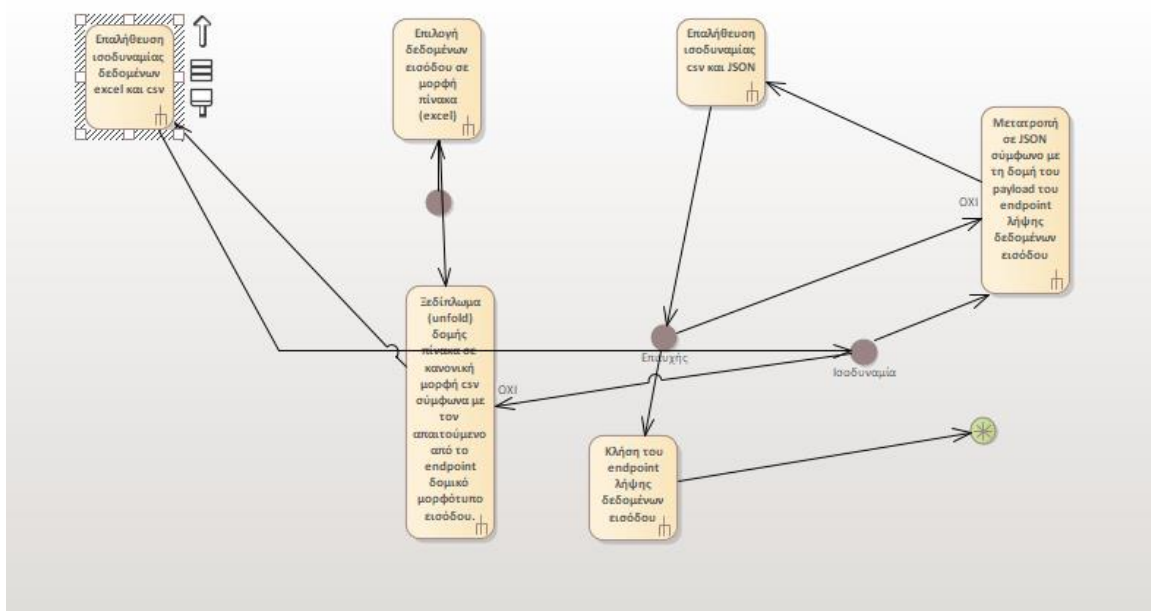 Επαλήθευση
ισοδυναμίας
δεδομένων
excel και csv
Επιλογή
δεδομένων
εισόδου σε
μορφή
πίνακα
(excel)
Επαλήθευση
ισοδυναμίας
csv και JSON
Μετατροπή
σε JSON
σύμφωνο με
τη δομή του
payload του
endpoint
λήψης
δεδομένων
εισόδου
ΟΧΙ
Ξεδίπλωμα
(unfold)
δομής
πίνακα σε
κανονική
μορφή csv
σύμφωνα με
τον
απαιτούμενο
από το
endpoint
δομικό
μορφότυπο
εισόδου.
ΟΧΙ
Επιτυχής
Ισοδυναμία
Κλήση του
endpoint
λήψης
δεδομένων
εισόδου